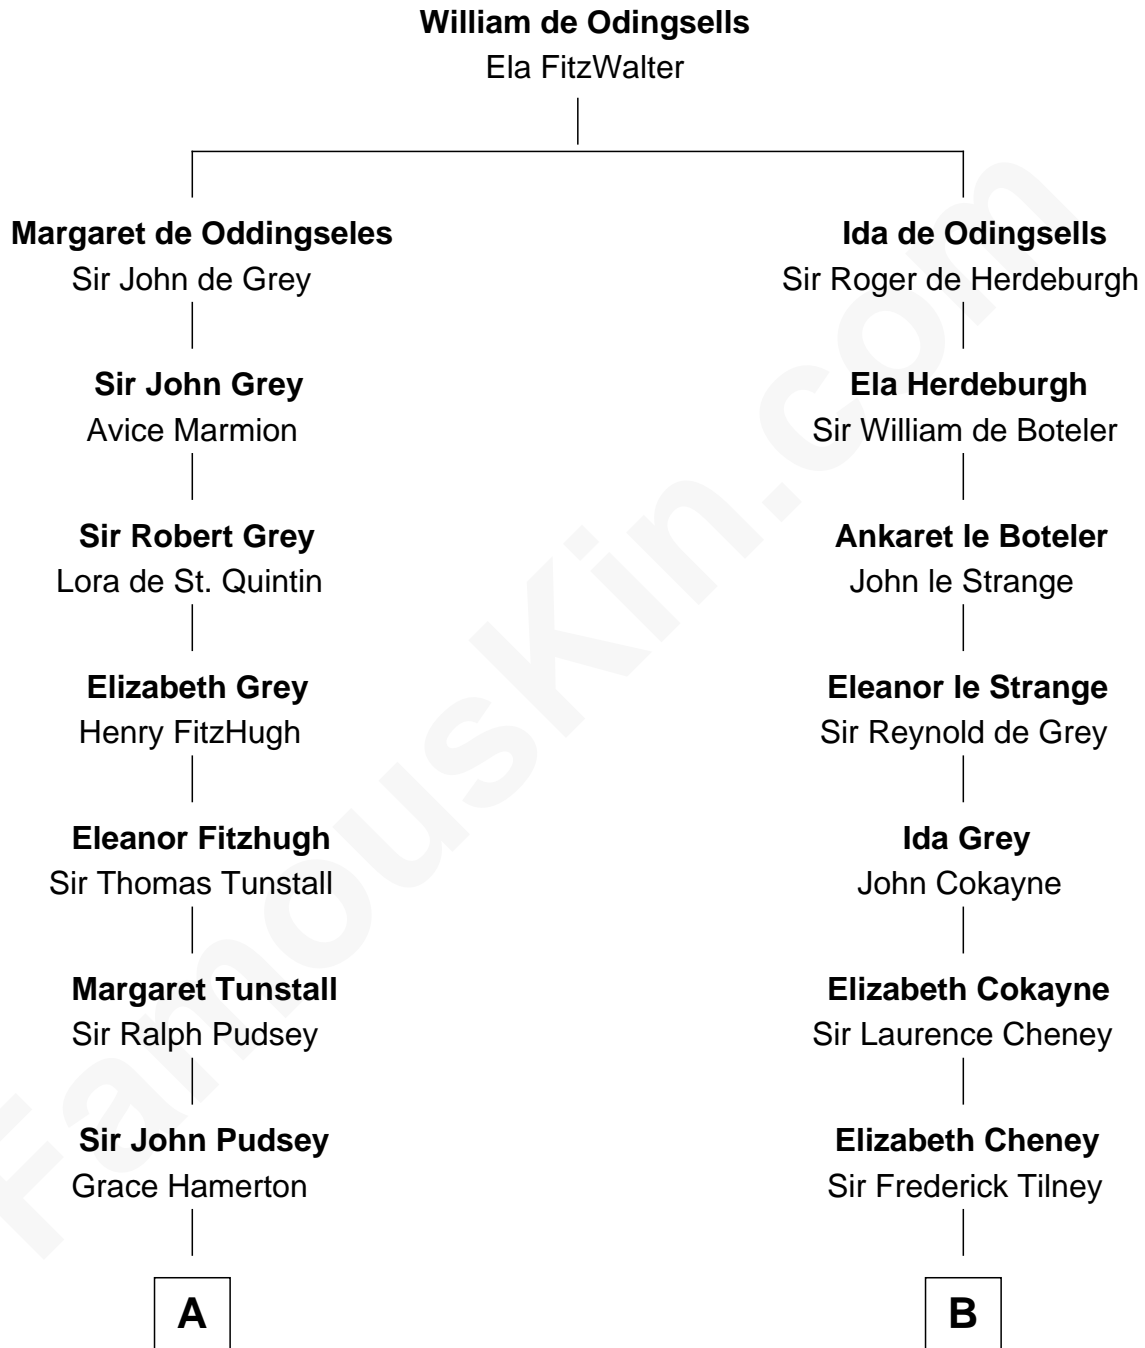 William de Odingsells
Ela FitzWalter
Margaret de Oddingseles
Sir John de Grey
Ida de Odingsells
Sir Roger de Herdeburgh
Sir John Grey
Avice Marmion
Ela Herdeburgh
Sir William de Boteler
Sir Robert Grey
Lora de St. Quintin
Ankaret le Boteler
John le Strange
Elizabeth Grey
Henry FitzHugh
Eleanor le Strange
Sir Reynold de Grey
Eleanor Fitzhugh
Sir Thomas Tunstall
Ida Grey
John Cokayne
Margaret Tunstall
Sir Ralph Pudsey
Elizabeth Cokayne
Sir Laurence Cheney
Sir John Pudsey
Grace Hamerton
Elizabeth Cheney
Sir Frederick Tilney
A
B
FamousKin.com